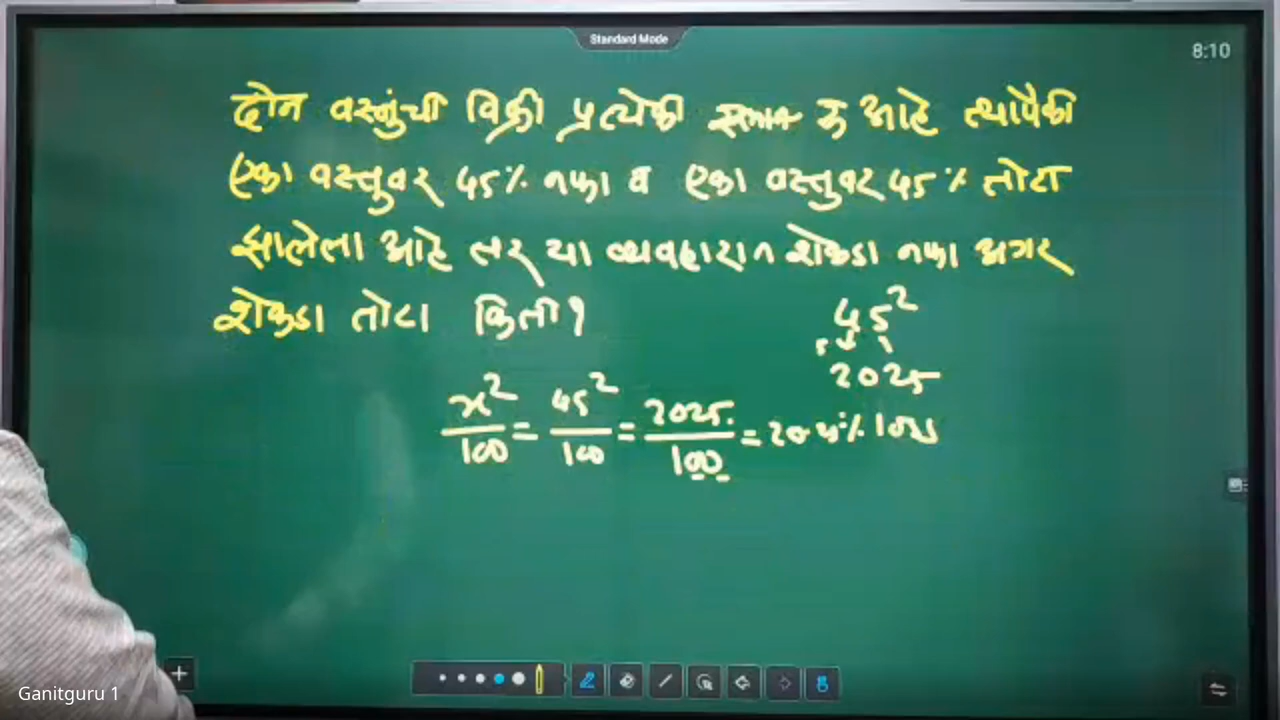 Standard Mode
8:10
दोन वस्तुंची विक्री प्रत्येकी समान रु आहे त्यापैकी
एका वस्तुवर 45% नफा व एका वस्तुवर 45% तोटा
झालेला आहे तर या व्यवहारात शेकडा नफा अगर
शेकडा तोटा किती?
45²
2025
x²/100 = 45²/100 = 2025/100 = 20.25% loss
Ganitguru 1